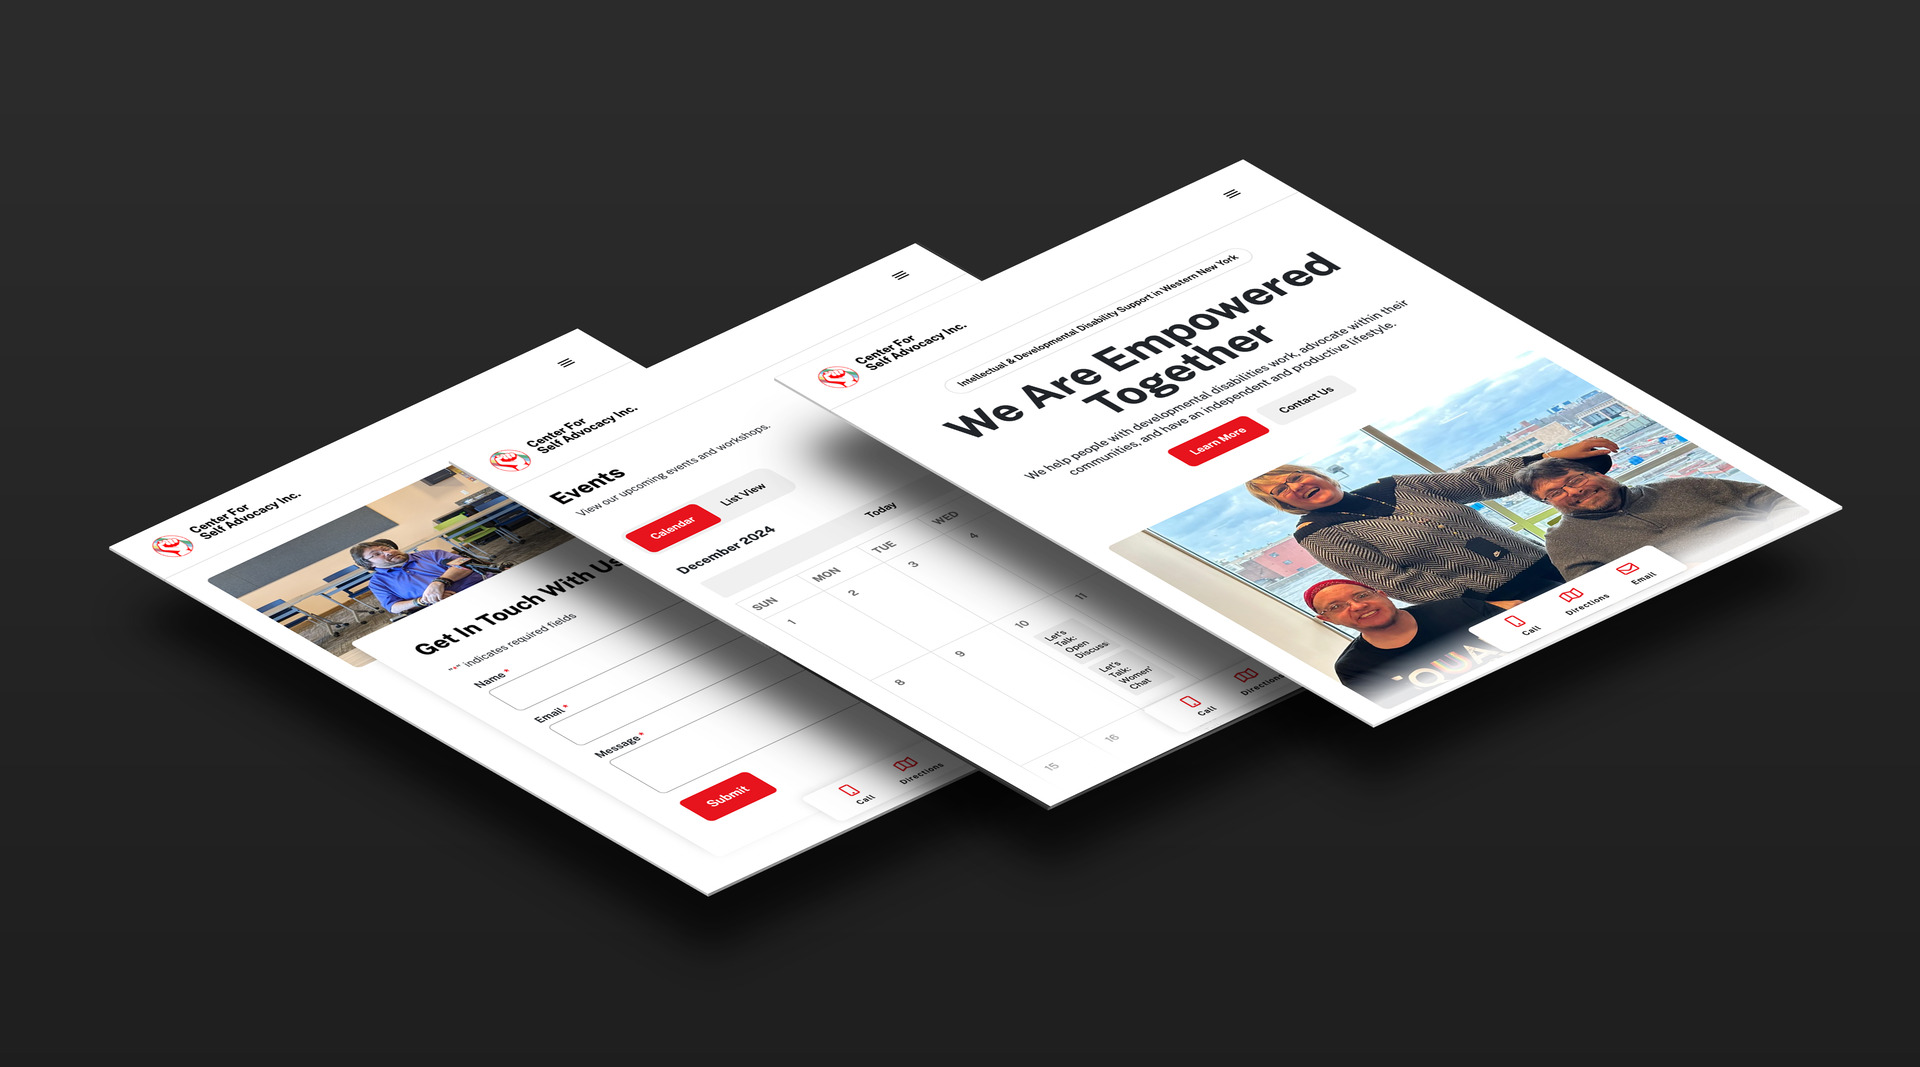 Center For
Self Advocacy Inc.
Get In Touch With Us
"*" indicates required fields
Name *
Email *
Message *
Submit
Call
Directions
Center For
Self Advocacy Inc.
Events
View our upcoming events and workshops.
Calendar
List View
December 2024
Today
SUN
MON
TUE
WED
1
2
3
4
8
9
10
11
Let's
Talk:
Open
Discuss
Let's
Talk:
Women'
Chat
15
16
Call
Directions
Center For
Self Advocacy Inc.
Intellectual & Developmental Disability Support in Western New York
We Are Empowered
Together
We help people with developmental disabilities work, advocate within their
communities, and have an independent and productive lifestyle.
Learn More
Contact Us
"QUA
Call
Directions
Email